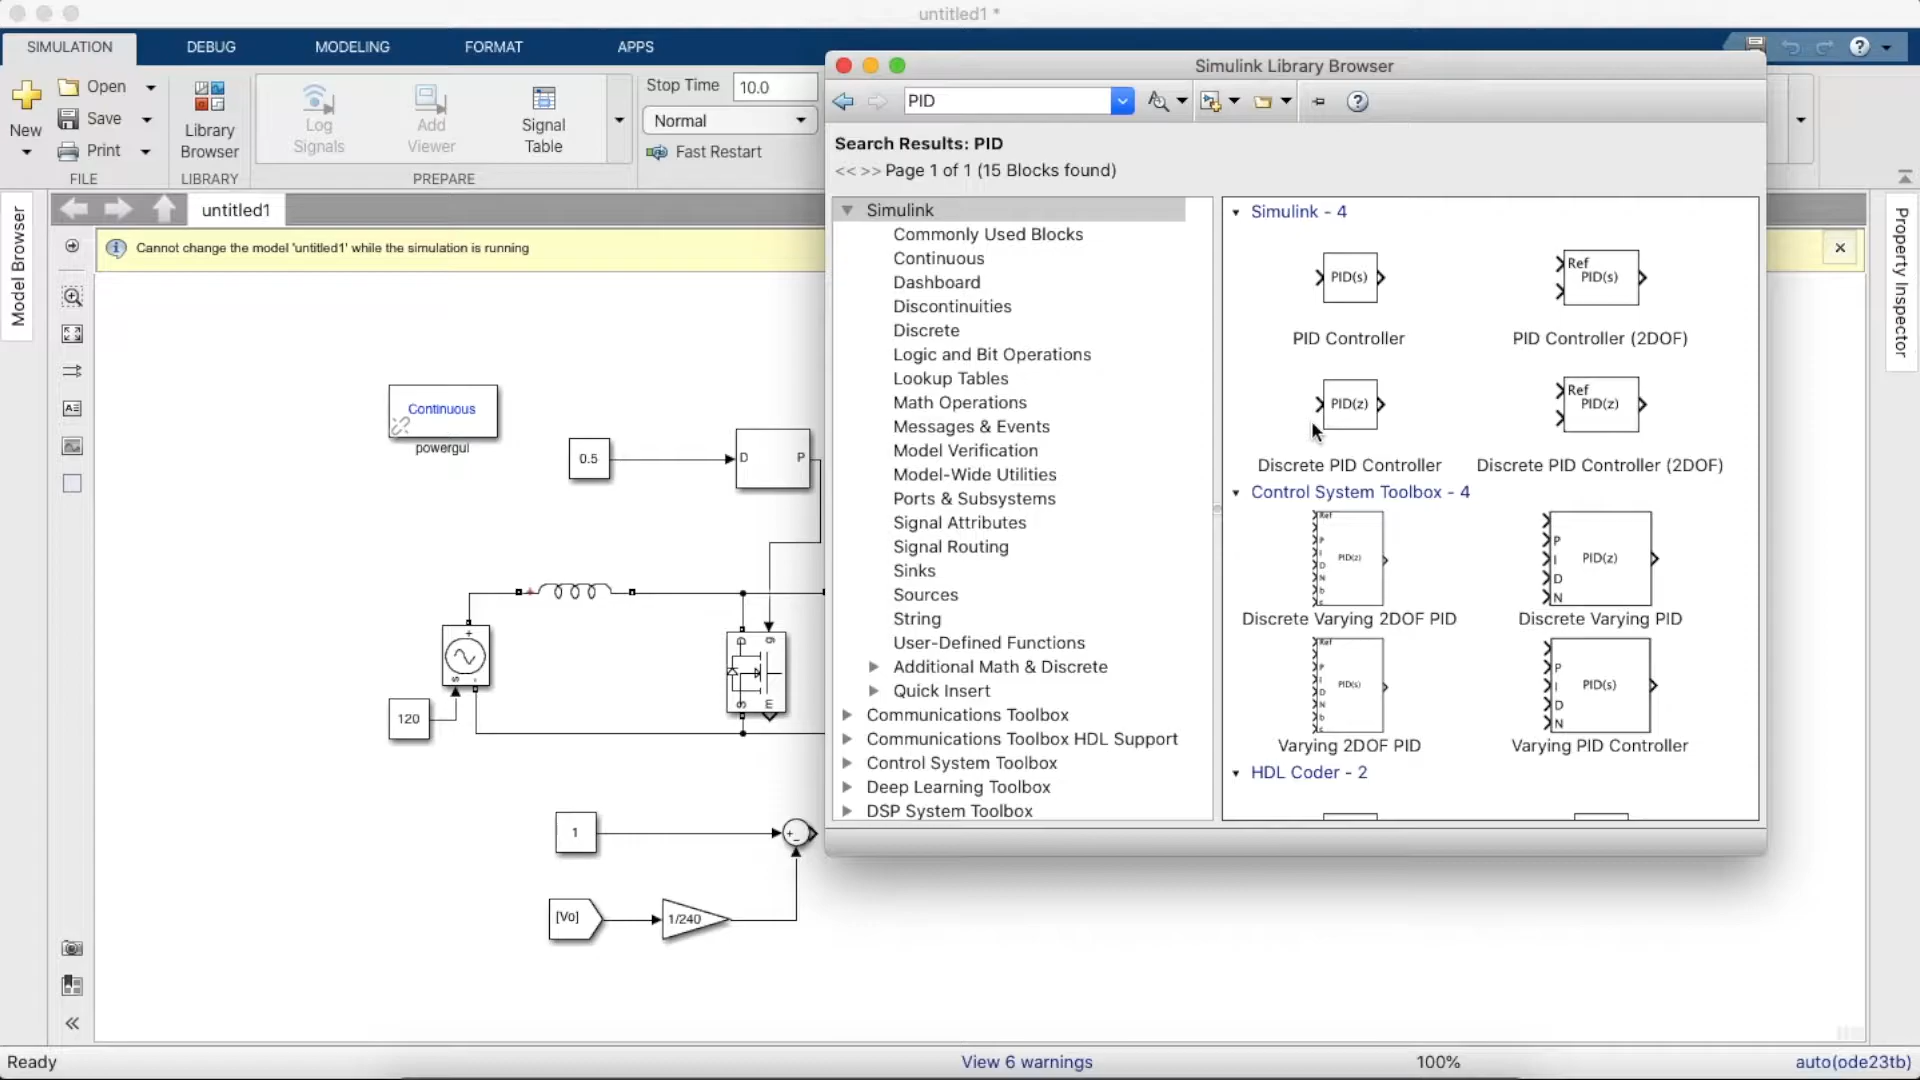 untitled1 *
SIMULATION
DEBUG
MODELING
FORMAT
APPS
New
Open
Save
Print
FILE
Library
Browser
LIBRARY
Log
Signals
Add
Viewer
Signal
Table
PREPARE
Stop Time
10.0
Normal
Fast Restart
Model Browser
Property Inspector
untitled1
Cannot change the model 'untitled1' while the simulation is running
Continuous
powergui
0.5
D
P
+
s
-
120
D
g
S
m
1
+
-
[Vo]
1/240
Simulink Library Browser
PID
Search Results: PID
<< >> Page 1 of 1 (15 Blocks found)
Simulink
Commonly Used Blocks
Continuous
Dashboard
Discontinuities
Discrete
Logic and Bit Operations
Lookup Tables
Math Operations
Messages & Events
Model Verification
Model-Wide Utilities
Ports & Subsystems
Signal Attributes
Signal Routing
Sinks
Sources
String
User-Defined Functions
Additional Math & Discrete
Quick Insert
Communications Toolbox
Communications Toolbox HDL Support
Control System Toolbox
Deep Learning Toolbox
DSP System Toolbox
Simulink - 4
PID(s)
PID Controller
Ref
PID(s)
PID Controller (2DOF)
PID(z)
Discrete PID Controller
Ref
PID(z)
Discrete PID Controller (2DOF)
Control System Toolbox - 4
Ref
P
I
D
N
b
c
PID(z)
Discrete Varying 2DOF PID
P
I
D
N
PID(z)
Discrete Varying PID
Ref
P
I
D
N
b
c
PID(s)
Varying 2DOF PID
P
I
D
N
PID(s)
Varying PID Controller
HDL Coder - 2
Ready
View 6 warnings
100%
auto(ode23tb)